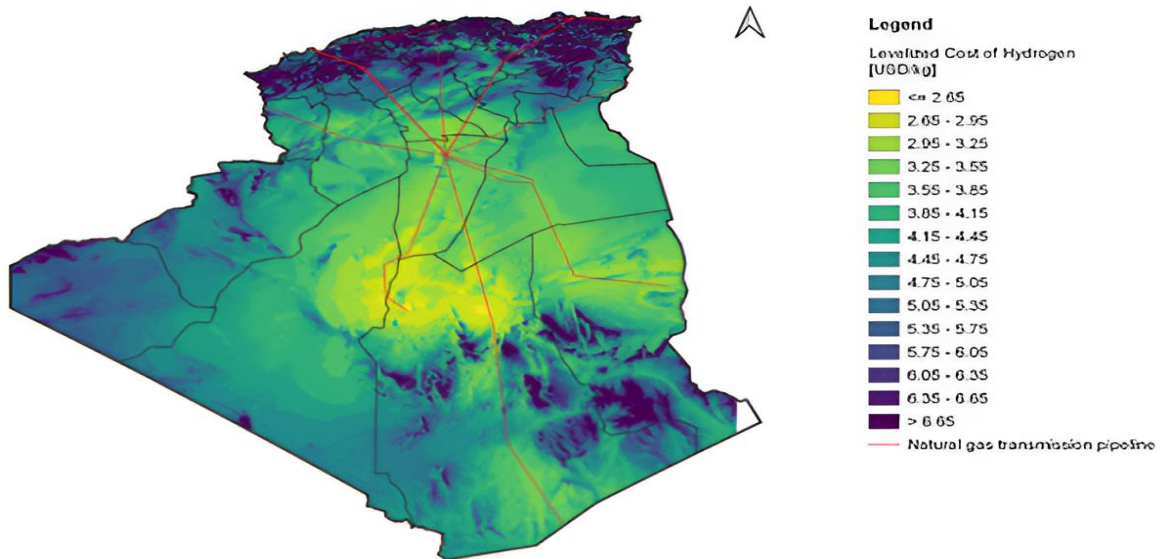 Legend
Levelized Cost of Hydrogen
[USD/kg]
<= 2.65
2.65 - 2.95
2.95 - 3.25
3.25 - 3.55
3.55 - 3.85
3.85 - 4.15
4.15 - 4.45
4.45 - 4.75
4.75 - 5.05
5.05 - 5.35
5.35 - 5.75
5.75 - 6.05
6.05 - 6.35
6.35 - 6.65
> 6.65
Natural gas transmission pipeline